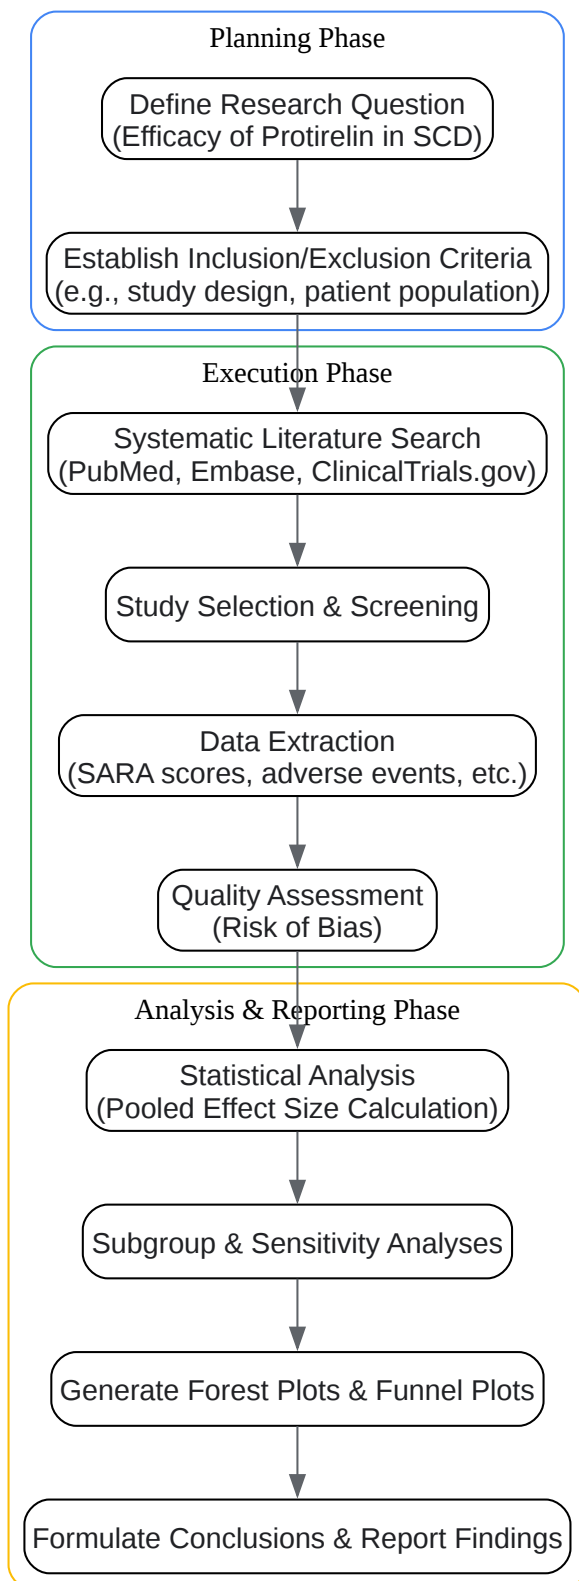 Planning Phase
Define Research Question
(Efficacy of Protirelin in SCD)
Establish Inclusion/Exclusion Criteria
(e.g., study design, patient population)
Execution Phase
Systematic Literature Search
(PubMed, Embase, ClinicalTrials.gov)
Study Selection & Screening
Data Extraction
(SARA scores, adverse events, etc.)
Quality Assessment
(Risk of Bias)
Analysis & Reporting Phase
Statistical Analysis
(Pooled Effect Size Calculation)
Subgroup & Sensitivity Analyses
Generate Forest Plots & Funnel Plots
Formulate Conclusions & Report Findings